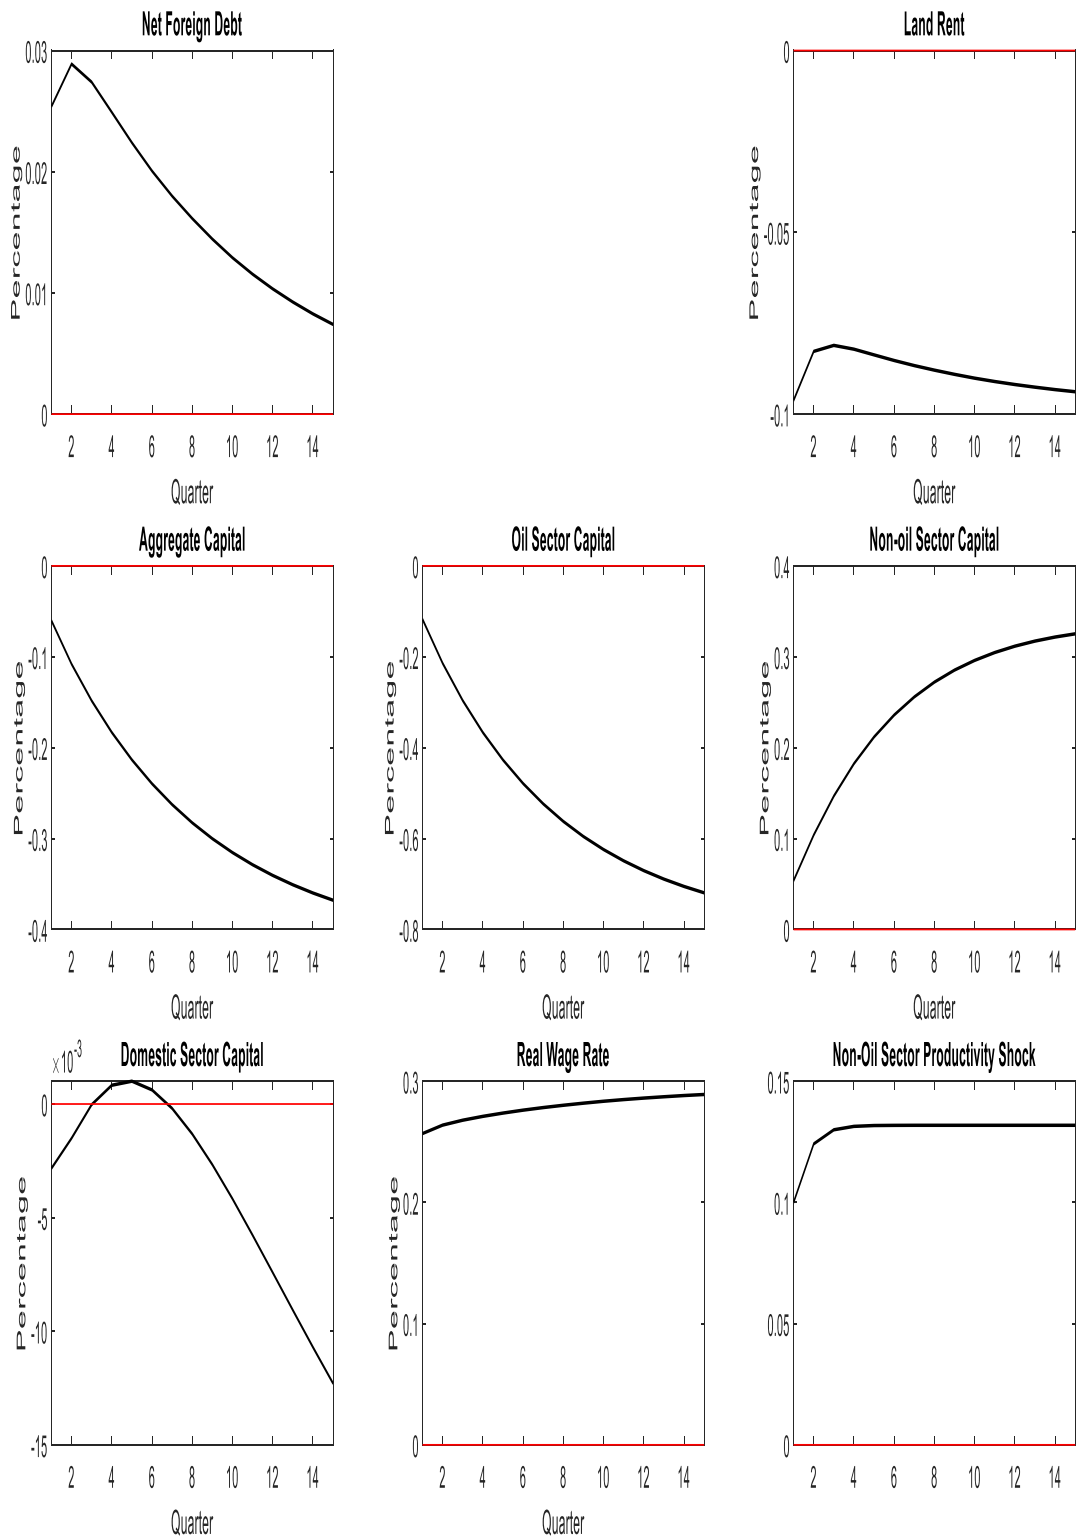 Net Foreign Debt
Percentage
0.03
0.02
0.01
0
2 4 6 8 10 12 14
Quarter
Land Rent
Percentage
0
-0.05
-0.1
2 4 6 8 10 12 14
Quarter
Aggregate Capital
Percentage
0
-0.1
-0.2
-0.3
-0.4
2 4 6 8 10 12 14
Quarter
Oil Sector Capital
Percentage
0
-0.2
-0.4
-0.6
-0.8
2 4 6 8 10 12 14
Quarter
Non-oil Sector Capital
Percentage
0.4
0.3
0.2
0.1
0
2 4 6 8 10 12 14
Quarter
Domestic Sector Capital
×10⁻³
Percentage
0
-5
-10
-15
2 4 6 8 10 12 14
Quarter
Real Wage Rate
Percentage
0.3
0.2
0.1
0
2 4 6 8 10 12 14
Quarter
Non-Oil Sector Productivity Shock
0.15
0.1
0.05
0
2 4 6 8 10 12 14